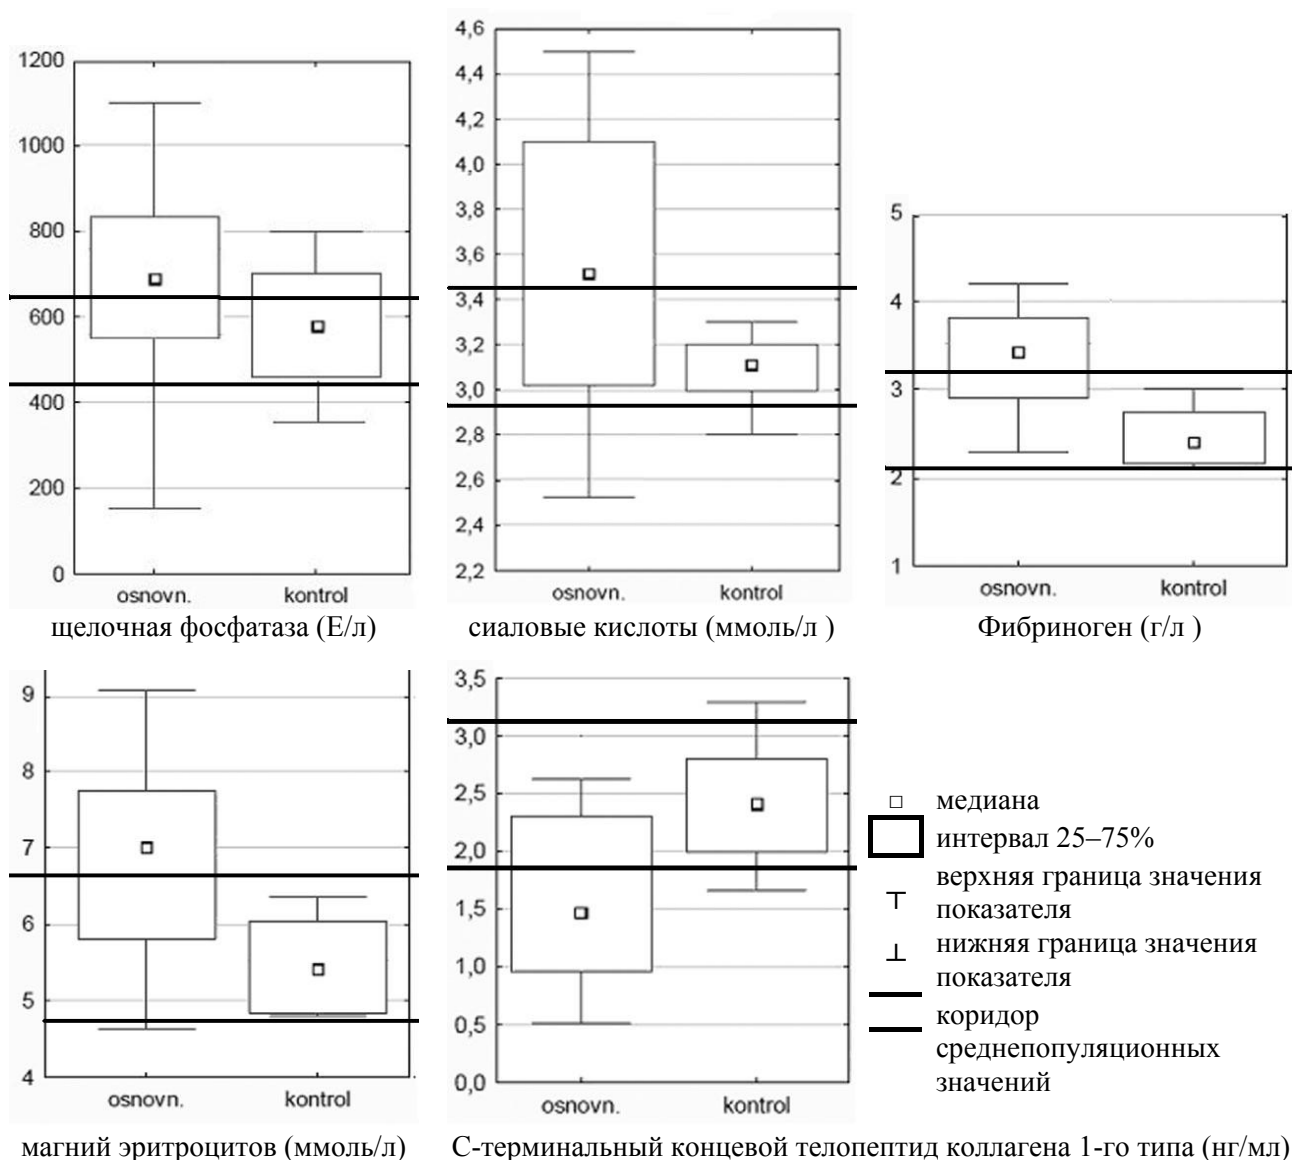 1200
1000
800
600
400
200
0
osnovn. kontrol
щелочная фосфатаза (Е/л)
4,6
4,4
4,2
4,0
3,8
3,6
3,4
3,2
3,0
2,8
2,6
2,4
2,2
osnovn. kontrol
сиаловые кислоты (ммоль/л )
5
4
3
2
1
osnovn. kontrol
Фибриноген (г/л )
9
8
7
6
5
4
osnovn. kontrol
магний эритроцитов (ммоль/л)
3,5
3,0
2,5
2,0
1,5
1,0
0,5
0,0
osnovn. kontrol
С-терминальный концевой телопептид коллагена 1-го типа (нг/мл)
медиана
интервал 25–75%
верхняя граница значения
показателя
нижняя граница значения
показателя
коридор
среднепопуляционных
значений